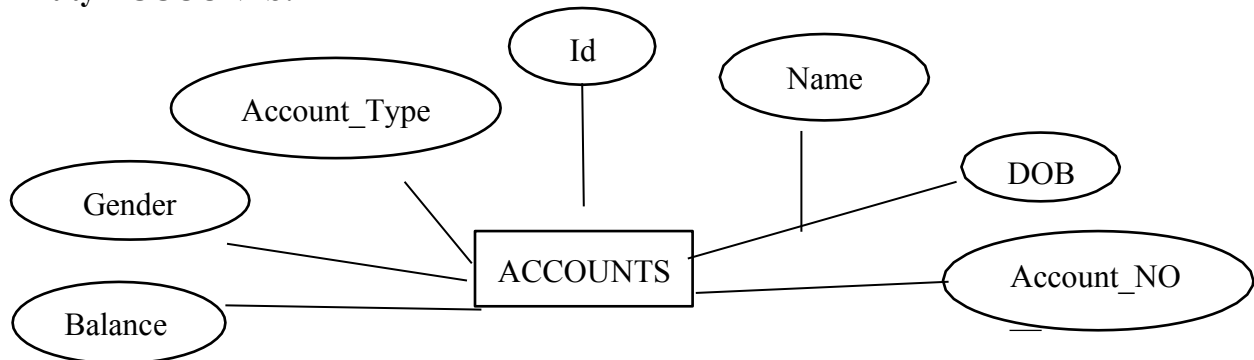 Id
Name
Account_Type
DOB
Gender
ACCOUNTS
Account_NO
Balance